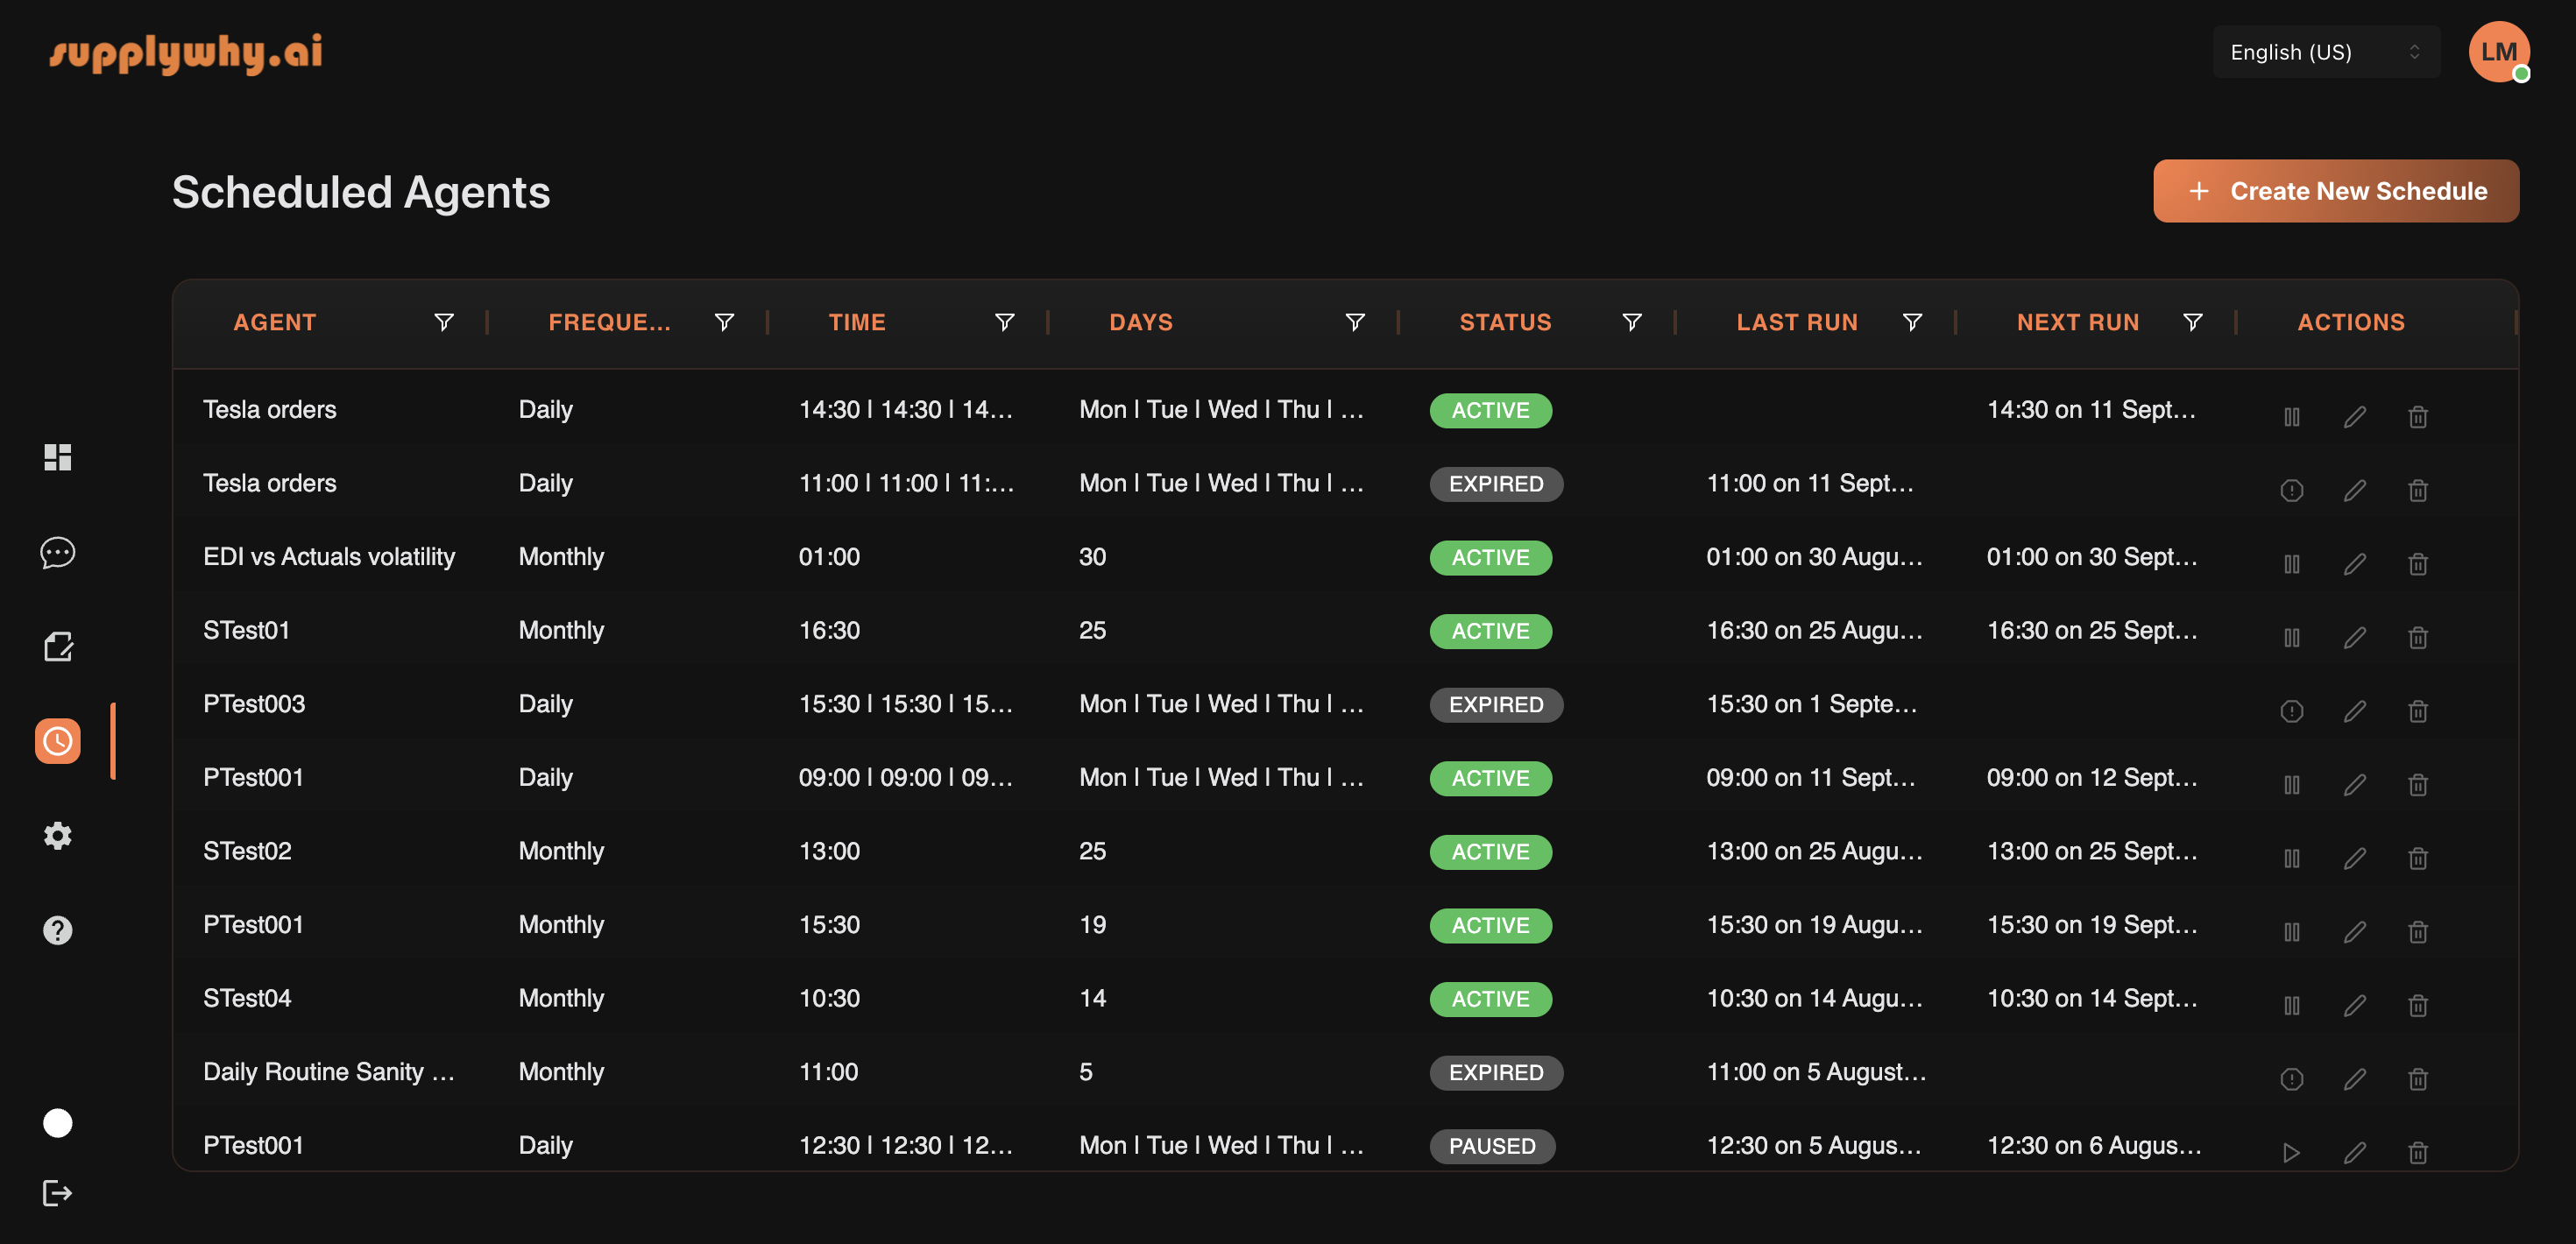 supplywhy.ai
English (US)
LM
Scheduled Agents
+ Create New Schedule
AGENT FREQUE... TIME DAYS STATUS LAST RUN NEXT RUN ACTIONS
Tesla orders Daily 14:30 | 14:30 | 14... Mon | Tue | Wed | Thu | ... ACTIVE 14:30 on 11 Sept...
Tesla orders Daily 11:00 | 11:00 | 11:... Mon | Tue | Wed | Thu | ... EXPIRED 11:00 on 11 Sept...
EDI vs Actuals volatility Monthly 01:00 30 ACTIVE 01:00 on 30 Augu... 01:00 on 30 Sept...
STest01 Monthly 16:30 25 ACTIVE 16:30 on 25 Augu... 16:30 on 25 Sept...
PTest003 Daily 15:30 | 15:30 | 15... Mon | Tue | Wed | Thu | ... EXPIRED 15:30 on 1 Septe...
PTest001 Daily 09:00 | 09:00 | 09... Mon | Tue | Wed | Thu | ... ACTIVE 09:00 on 11 Sept... 09:00 on 12 Sept...
STest02 Monthly 13:00 25 ACTIVE 13:00 on 25 Augu... 13:00 on 25 Sept...
PTest001 Monthly 15:30 19 ACTIVE 15:30 on 19 Augu... 15:30 on 19 Sept...
STest04 Monthly 10:30 14 ACTIVE 10:30 on 14 Augu... 10:30 on 14 Sept...
Daily Routine Sanity ... Monthly 11:00 5 EXPIRED 11:00 on 5 August...
PTest001 Daily 12:30 | 12:30 | 12... Mon | Tue | Wed | Thu | ... PAUSED 12:30 on 5 Augus... 12:30 on 6 Augus...